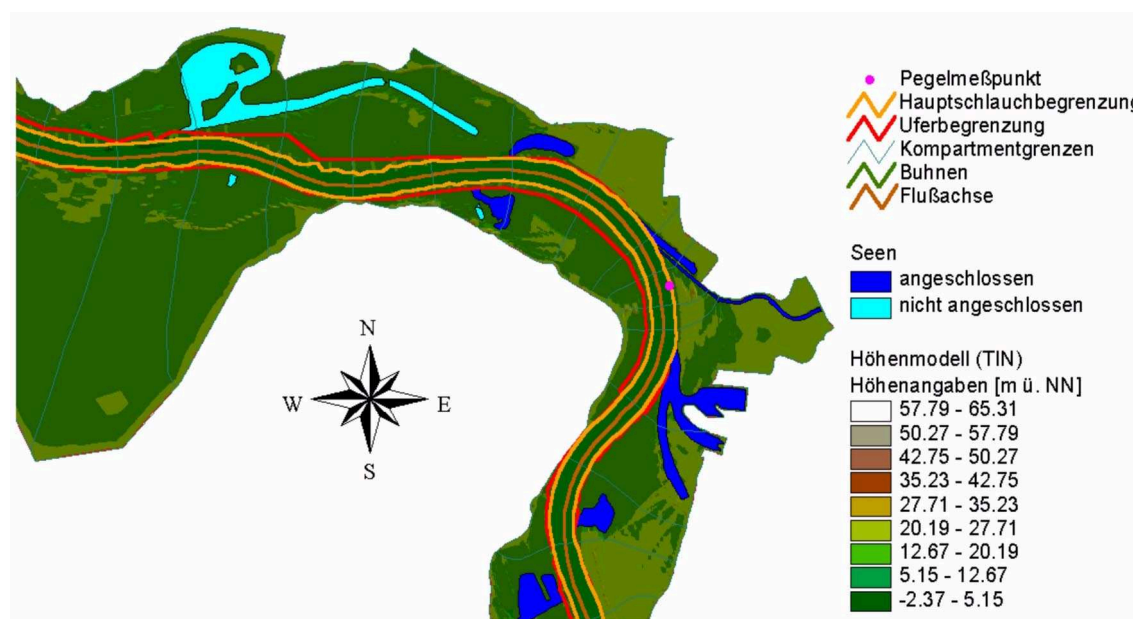 Pegelmeßpunkt
Hauptschlauchbegrenzung
Uferbegrenzung
Kompartmentgrenzen
Buhnen
Flußachse
Seen
angeschlossen
nicht angeschlossen
N
W E
S
Höhenmodell (TIN)
Höhenangaben [m ü. NN]
57.79 - 65.31
50.27 - 57.79
42.75 - 50.27
35.23 - 42.75
27.71 - 35.23
20.19 - 27.71
12.67 - 20.19
5.15 - 12.67
-2.37 - 5.15